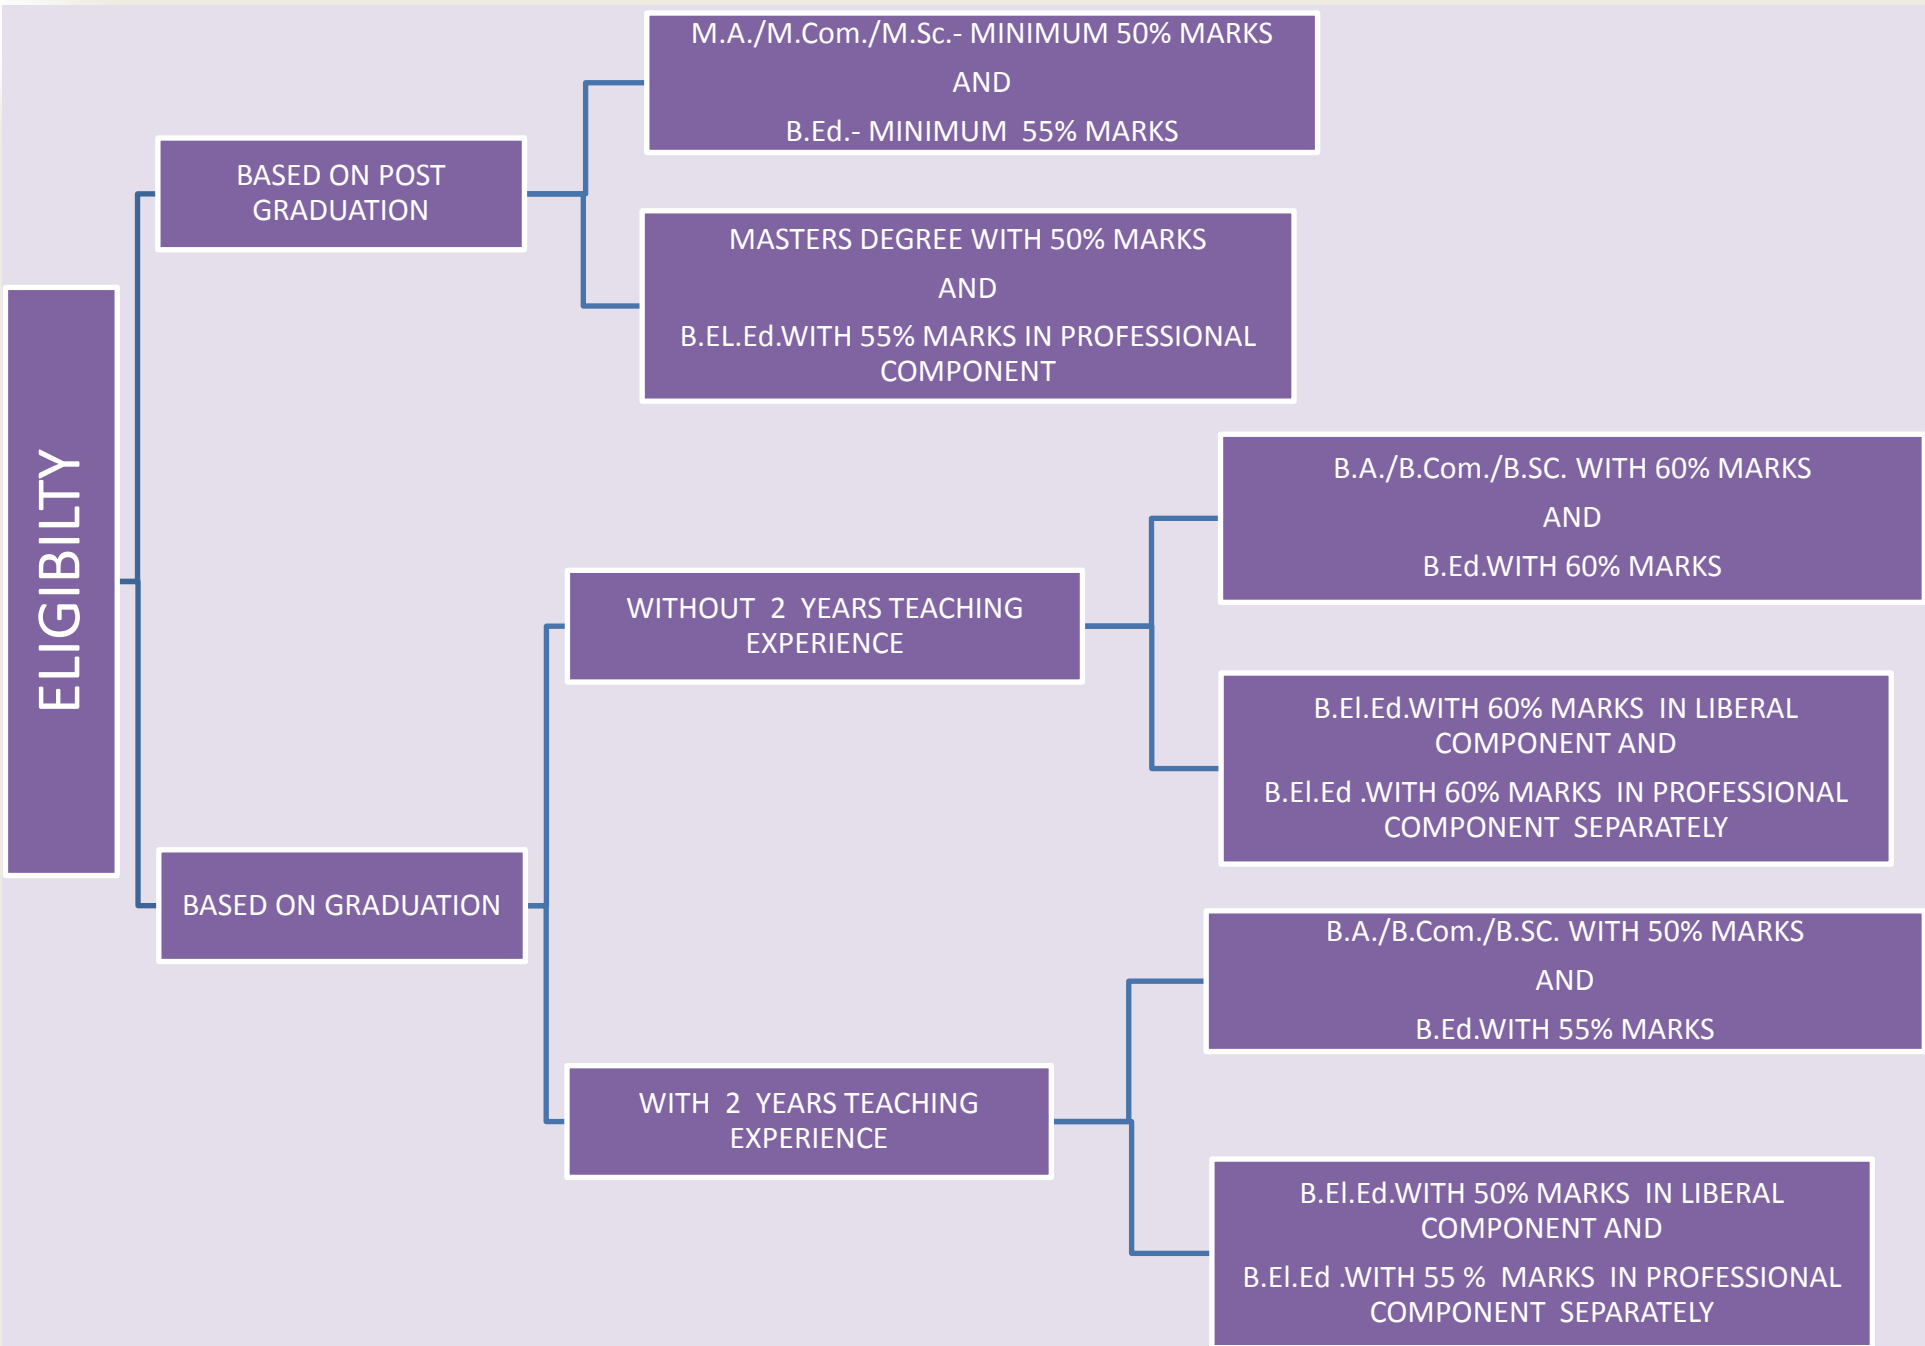 ELIGIBILTY
BASED ON POST
GRADUATION
M.A./M.Com./M.Sc.- MINIMUM 50% MARKS
AND
B.Ed.- MINIMUM  55% MARKS
MASTERS DEGREE WITH 50% MARKS
AND
B.EL.Ed.WITH 55% MARKS IN PROFESSIONAL
COMPONENT
BASED ON GRADUATION
WITHOUT  2  YEARS TEACHING
EXPERIENCE
B.A./B.Com./B.SC. WITH 60% MARKS
AND
B.Ed.WITH 60% MARKS
B.El.Ed.WITH 60% MARKS  IN LIBERAL
COMPONENT AND
B.El.Ed .WITH 60% MARKS  IN PROFESSIONAL
COMPONENT  SEPARATELY
WITH  2  YEARS TEACHING
EXPERIENCE
B.A./B.Com./B.SC. WITH 50% MARKS
AND
B.Ed.WITH 55% MARKS
B.El.Ed.WITH 50% MARKS  IN LIBERAL
COMPONENT AND
B.El.Ed .WITH 55 %  MARKS  IN PROFESSIONAL
COMPONENT  SEPARATELY